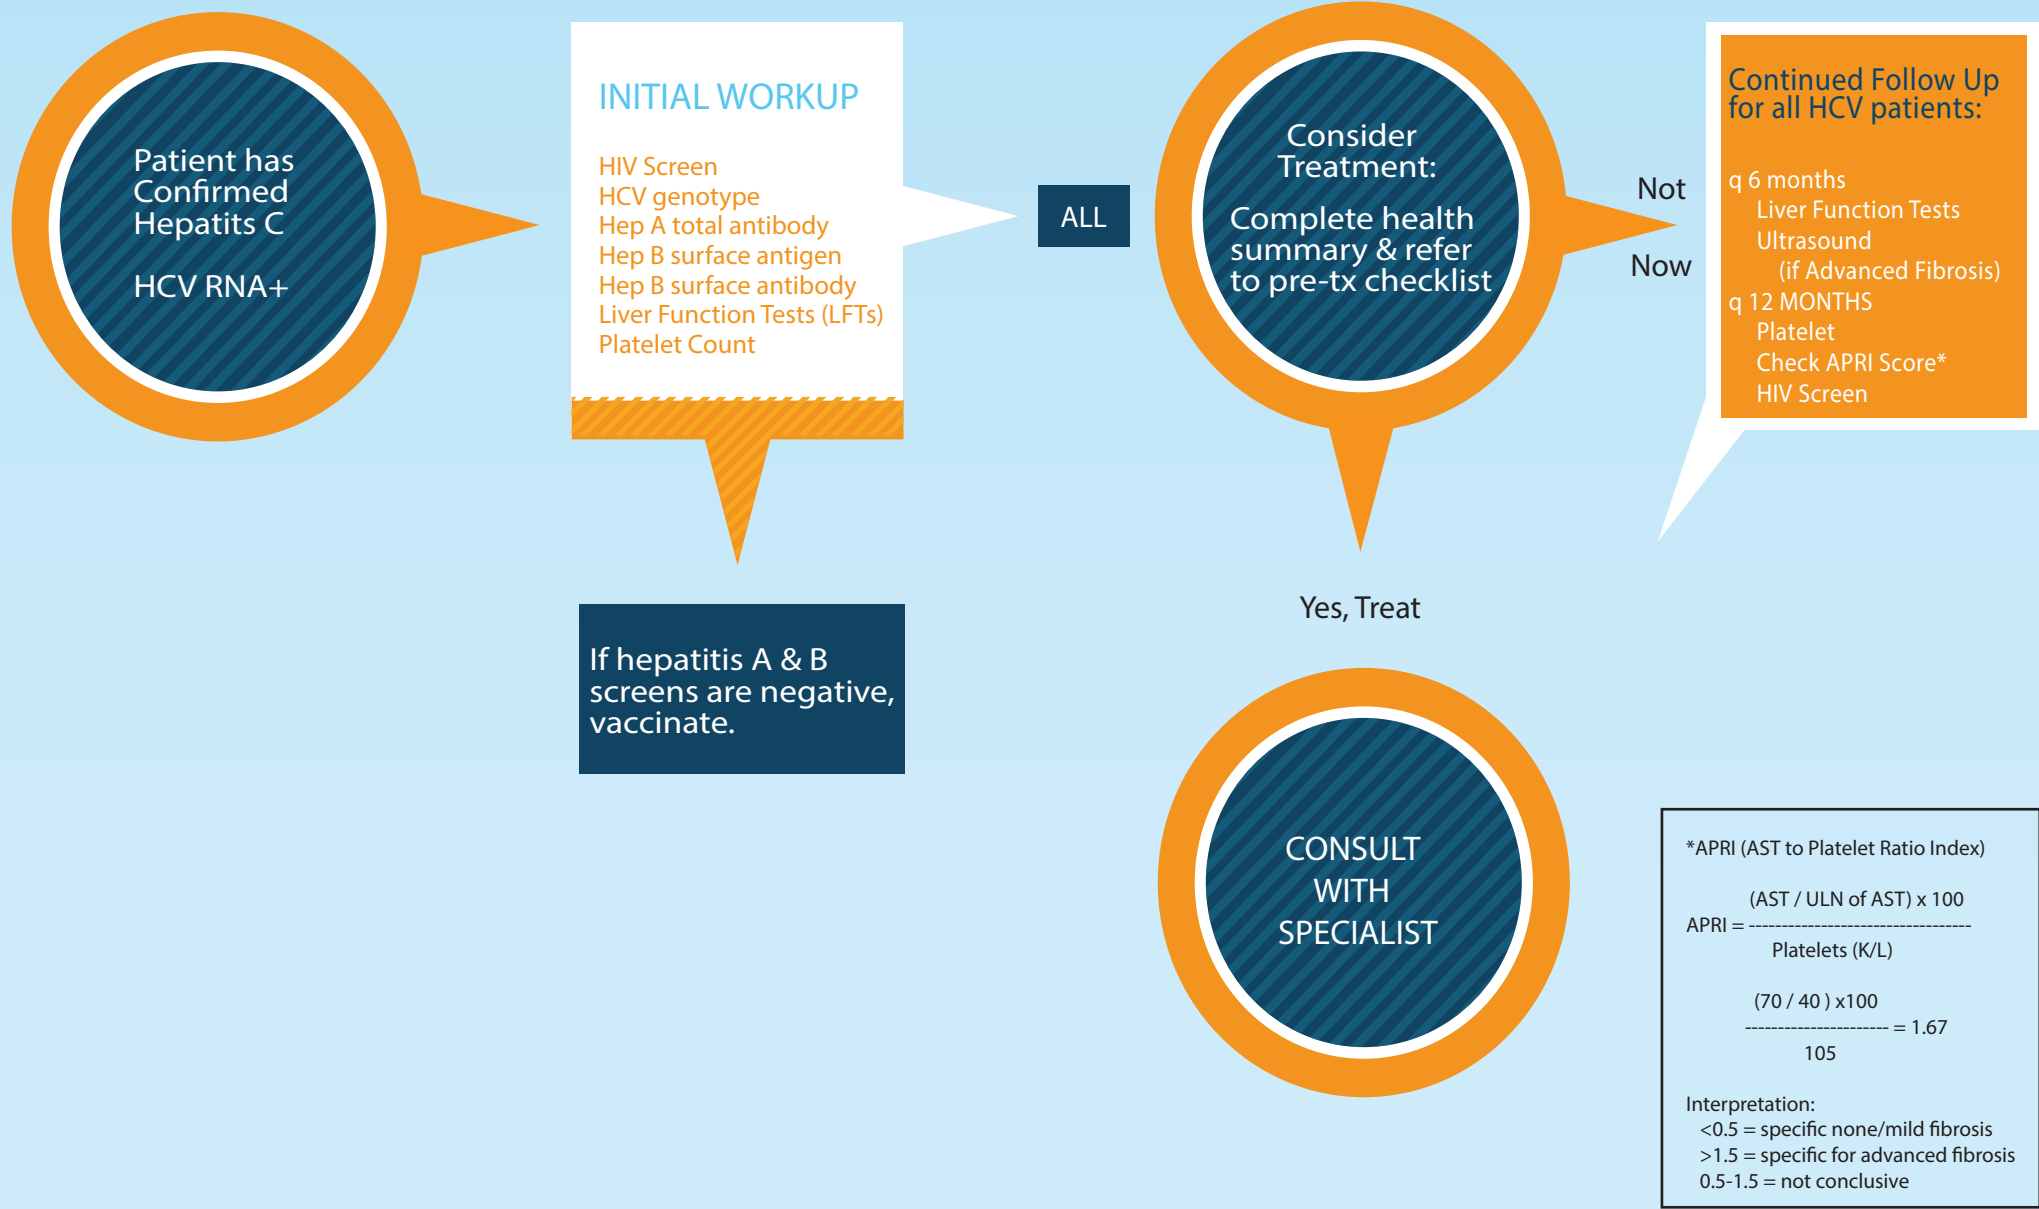 Patient has
Confirmed
Hepatits C
HCV RNA+
INITIAL WORKUP
HIV Screen
HCV genotype
Hep A total antibody
Hep B surface antigen
Hep B surface antibody
Liver Function Tests (LFTs)
Platelet Count
If hepatitis A & B
screens are negative,
vaccinate.
ALL
Consider
Treatment:
Complete health
summary & refer
to pre-tx checklist
Not
Now
Yes, Treat
CONSULT
WITH
SPECIALIST
Continued Follow Up
for all HCV patients:
q 6 months
Liver Function Tests
Ultrasound
(if Advanced Fibrosis)
q 12 MONTHS
Platelet
Check APRI Score*
HIV Screen
*APRI (AST to Platelet Ratio Index)
(AST / ULN of AST) x 100
APRI = ----------------------------------
Platelets (K/L)
(70 / 40 ) x100
---------------------- = 1.67
105
Interpretation:
<0.5 = specific none/mild fibrosis
>1.5 = specific for advanced fibrosis
0.5-1.5 = not conclusive